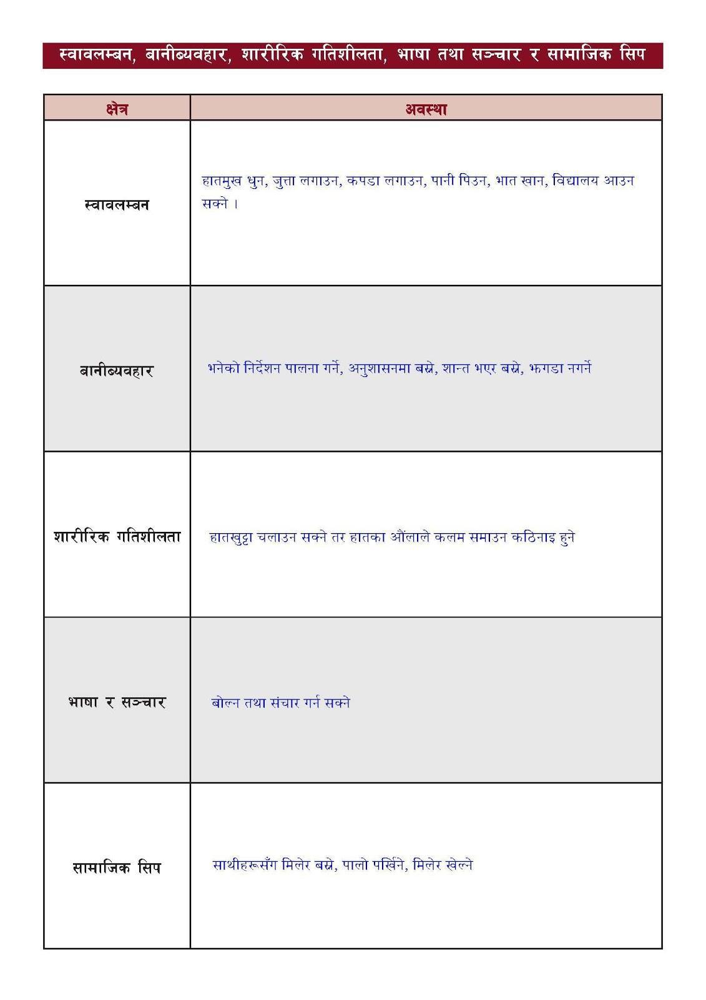 स्वावलम्बन, बानीब्यवहार, शारीरिक गतिशीलता, भाषा तथा सञ्चार र सामाजिक सिप
क्षेत्र अवस्था
हातमुख धुन, जुत्ता लगाउन, कपडा लगाउन, पानी पिउन, भात खान, विद्यालय आउन
स्वावलम्बन सक्ने ।
बानीब्यवहार भनेको निर्देशन पालना गर्ने, अनुशासनमा बस्ने, शान्त भएर बस्ने, झगडा नगर्ने
शारीरिक गतिशीलता हातखुट्टा चलाउन सक्ने तर हातका औंलाले कलम समाउन कठिनाइ हुने
भाषा र सञ्चार बोल्न तथा संचार गर्न सक्ने
सामाजिक सिप साथीहरूसँग मिलेर बस्ने, पालो पर्खिने, मिलेर खेल्ने